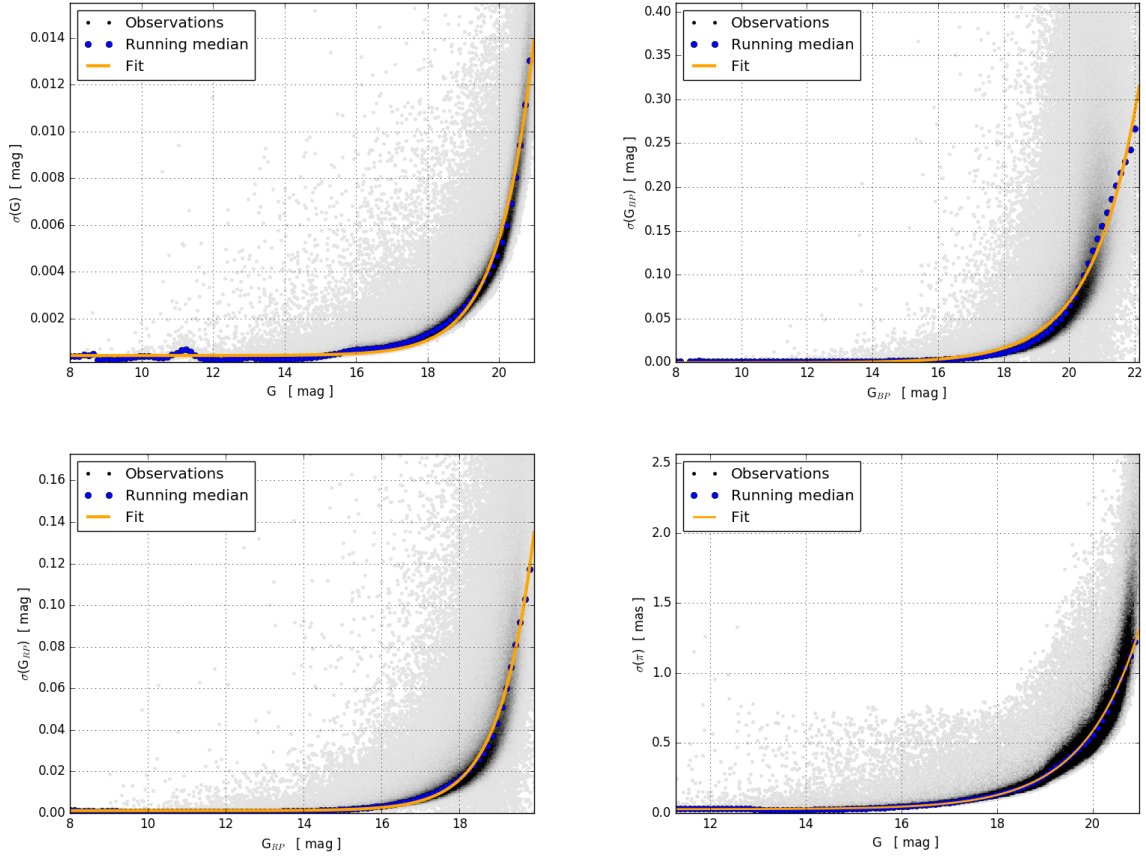 0.014
0.012
0.010
0.008
0.006
0.004
0.002
σ(G) [ mag ]
Observations
Running median
Fit
8 10 12 14 16 18 20
G [ mag ]
0.40
0.30
0.25
0.20
0.15
0.10
0.05
0.00
σ(G_BP) [ mag ]
Observations
Running median
Fit
8 10 12 14 16 18 20 22
G_BP [ mag ]
0.16
0.14
0.12
0.10
0.08
0.06
0.04
0.02
0.00
σ(G_RP) [ mag ]
Observations
Running median
Fit
8 10 12 14 16 18
G_RP [ mag ]
2.5
2.0
1.5
1.0
0.5
0.0
σ(π) [ mas ]
Observations
Running median
Fit
12 14 16 18 20
G [ mag ]